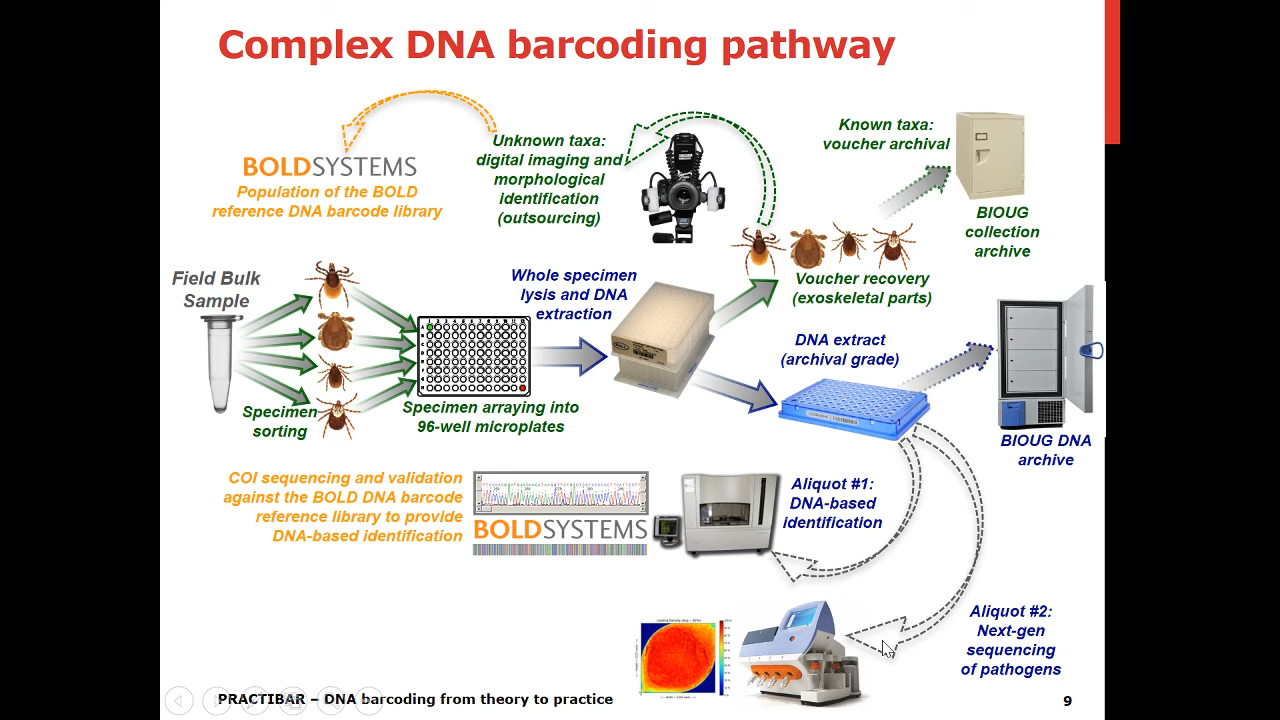 Complex DNA barcoding pathway
Known taxa:
voucher archival
Unknown taxa:
digital imaging and
morphological
identification
(outsourcing)
BOLDSYSTEMS
Population of the BOLD
reference DNA barcode library
BIOUG
collection
archive
Field Bulk
Sample
Whole specimen
lysis and DNA
extraction
Voucher recovery
(exoskeletal parts)
DNA extract
(archival grade)
Specimen
sorting
Specimen arraying into
96-well microplates
BIOUG DNA
archive
COI sequencing and validation
against the BOLD DNA barcode
reference library to provide
DNA-based identification
BOLDSYSTEMS
Aliquot #1:
DNA-based
identification
Aliquot #2:
Next-gen
sequencing
of pathogens
PRACTIBAR – DNA barcoding from theory to practice
9